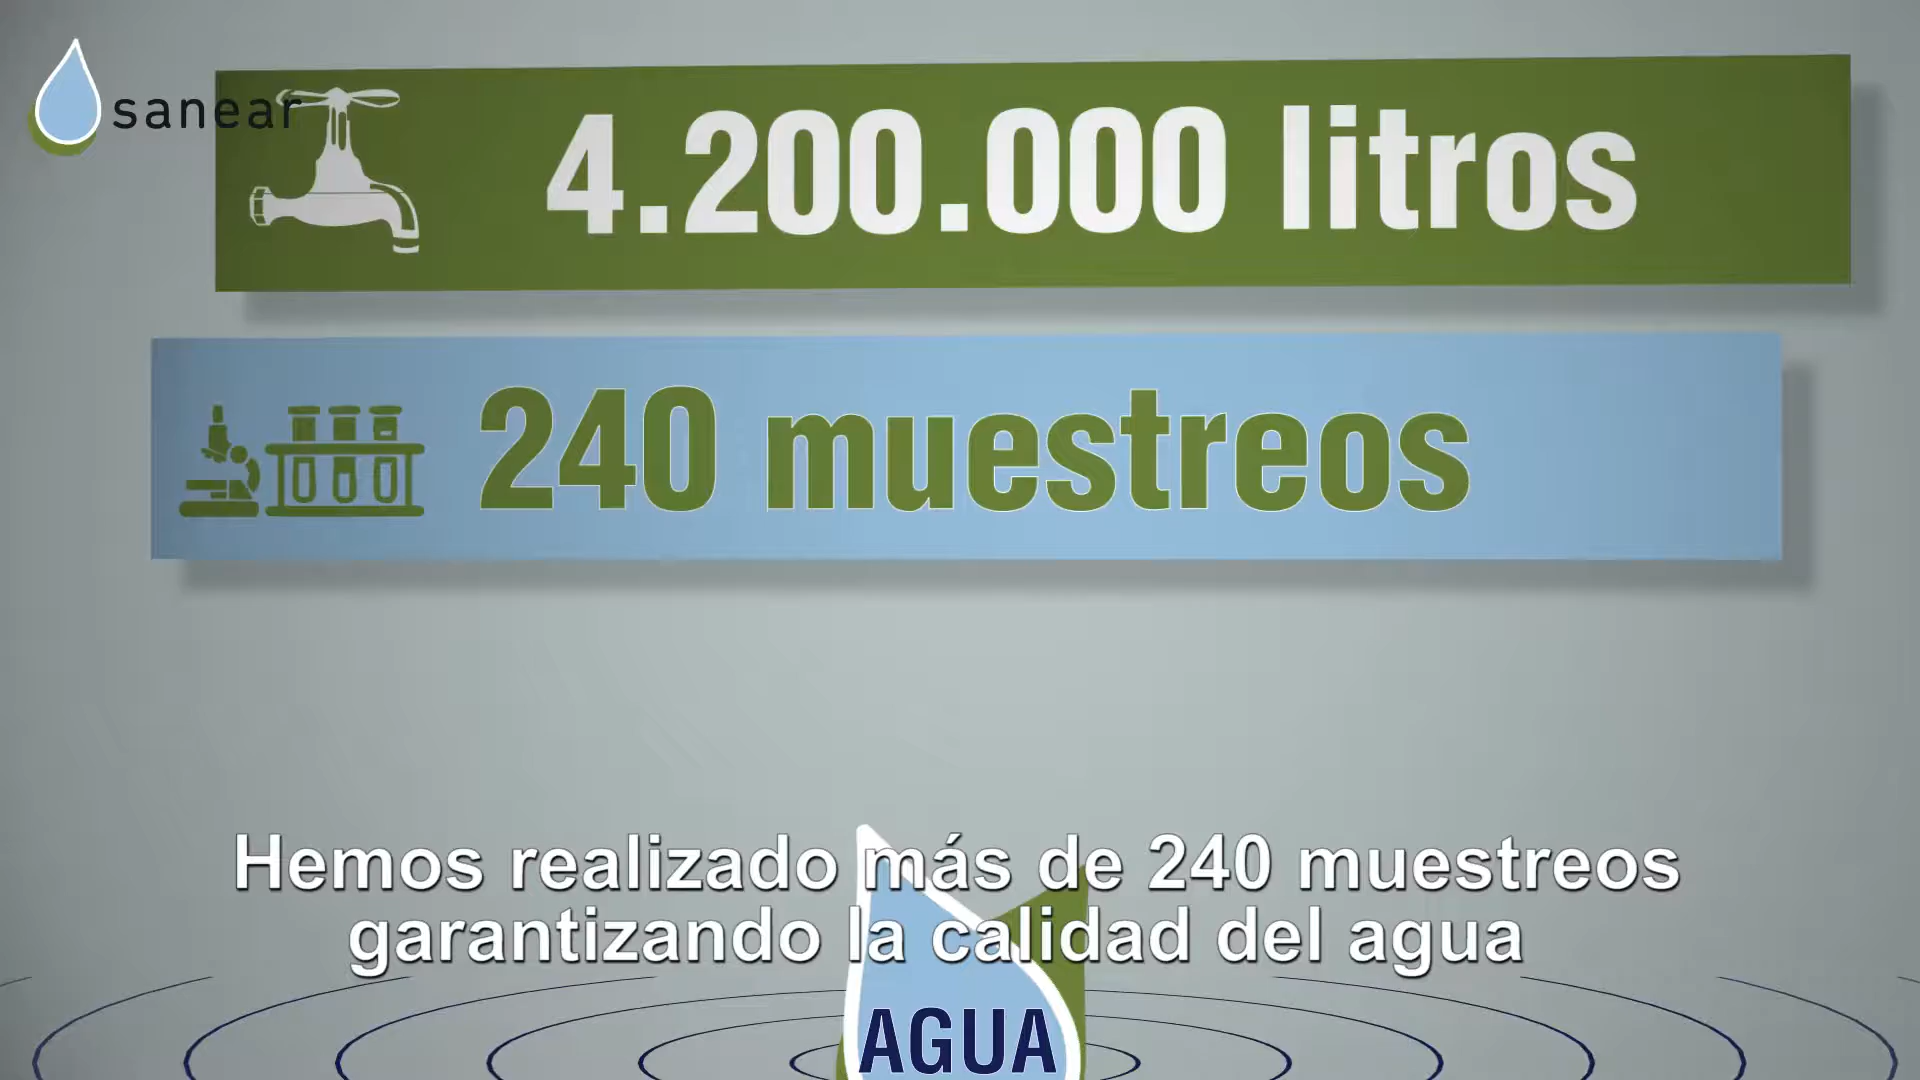 sanear
4.200.000 litros
240 muestreos
Hemos realizado más de 240 muestreos
garantizando la calidad del agua
AGUA